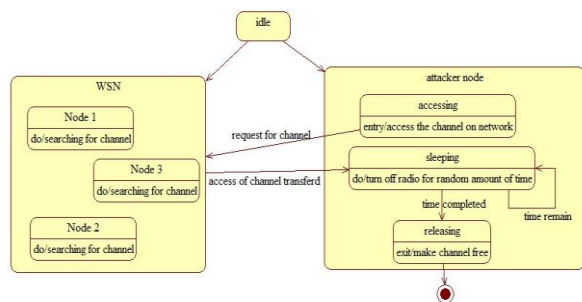 idle
WSN
Node 1
do/searching for channel
Node 3
do/searching for channel
Node 2
do/searching for channel
request for channel
access of channel transferd
attacker node
accessing
entry/access the channel on network
sleeping
do/turn off radio for random amount of time
time completed
time remain
releasing
exit/make channel free